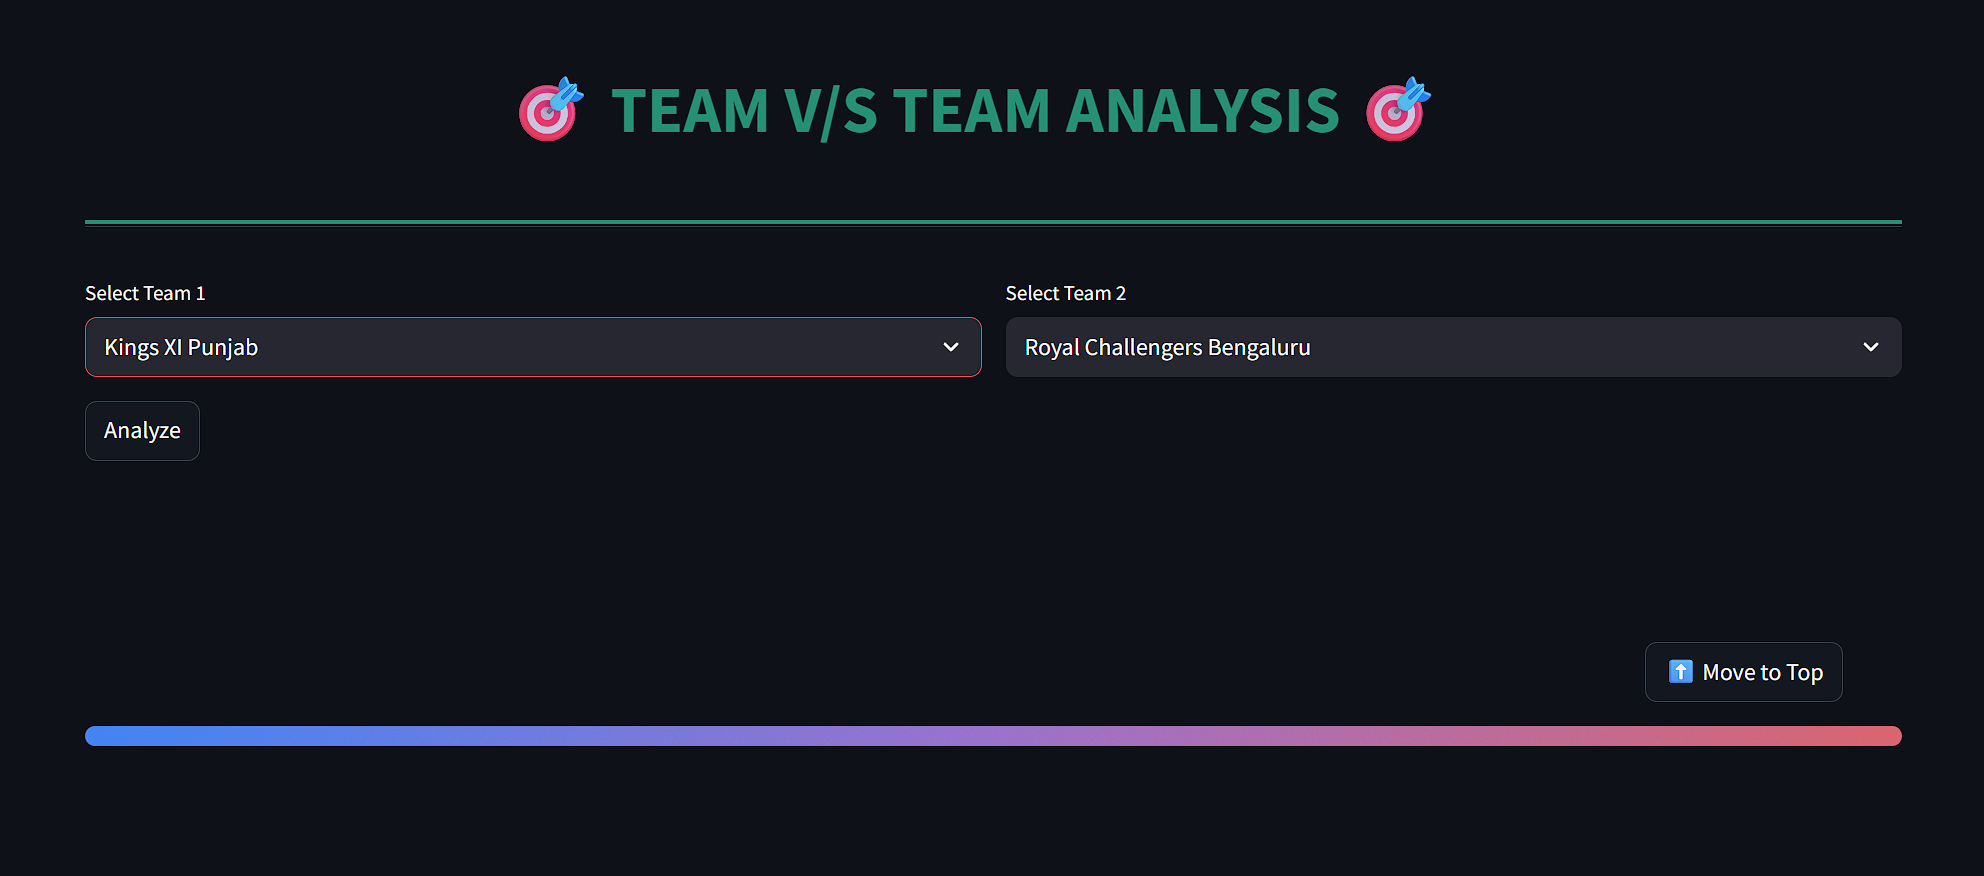 TEAM V/S TEAM ANALYSIS
Select Team 1
Select Team 2
Kings XI Punjab
Royal Challengers Bengaluru
Analyze
Move to Top